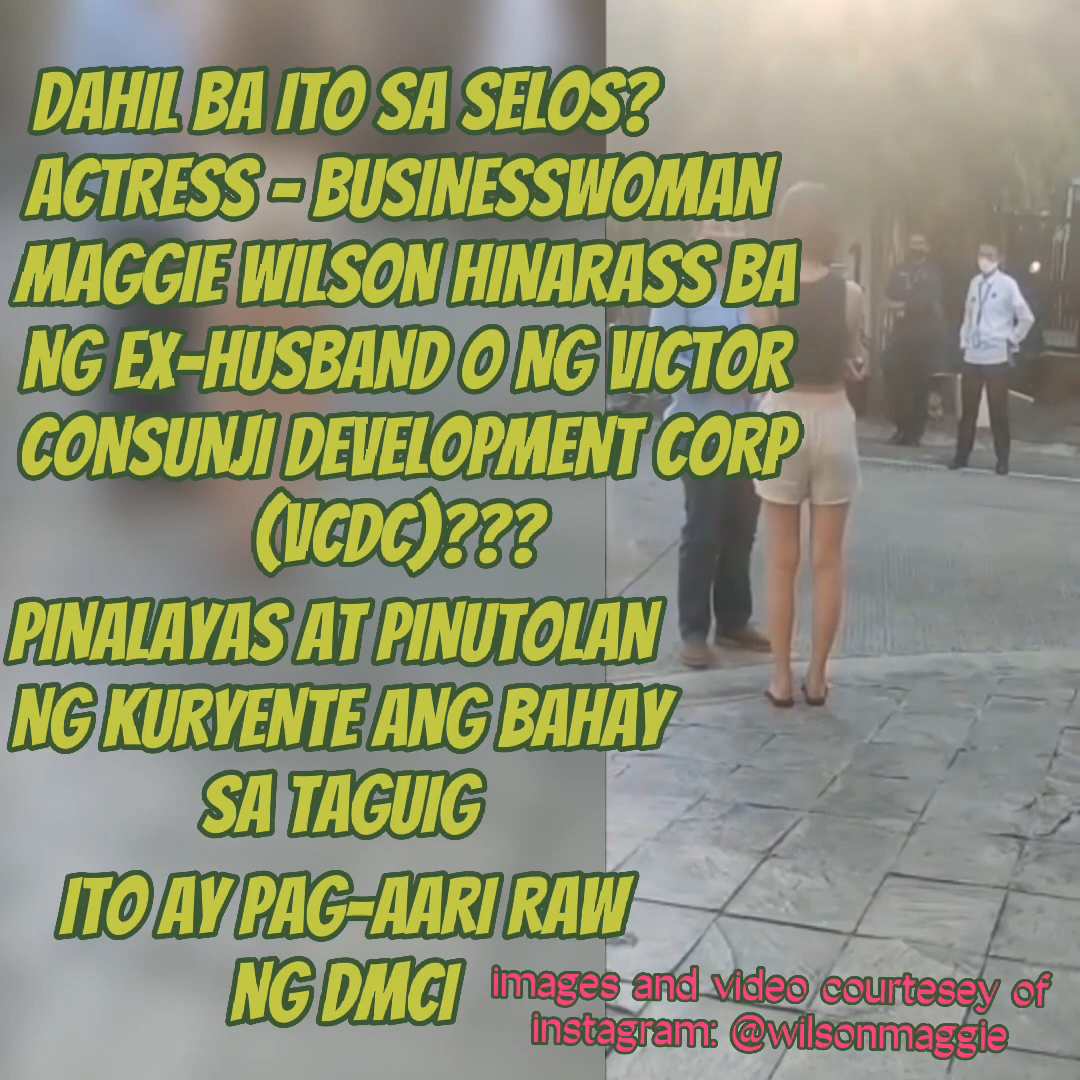 DAHIL BA ITO SA SELOS?
ACTRESS - BUSINESSWOMAN
MAGGIE WILSON HINARASS BA
NG EX-HUSBAND O NG VICTOR
CONSUNJI DEVELOPMENT CORP
(VCDC)???
PINALAYAS AT PINUTOLAN
NG KURYENTE ANG BAHAY
SA TAGUIG
ITO AY PAG-AARI RAW
NG DMCI
images and video courtesey of
instagram: @wilsonmaggie